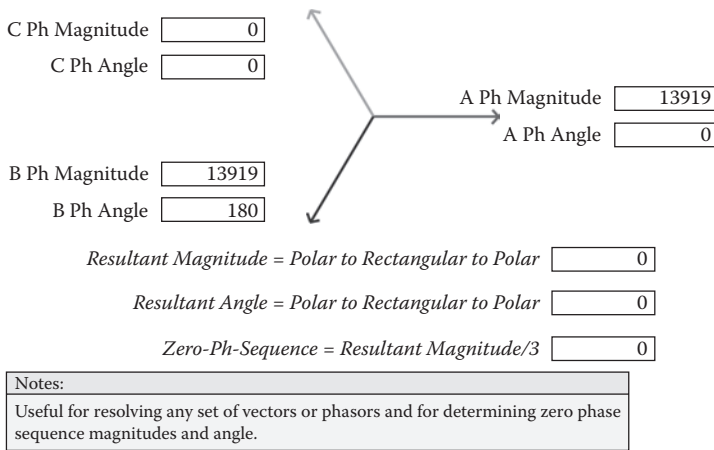 C Ph Magnitude 0
C Ph Angle 0
A Ph Magnitude 13919
A Ph Angle 0
B Ph Magnitude 13919
B Ph Angle 180
Resultant Magnitude = Polar to Rectangular to Polar 0
Resultant Angle = Polar to Rectangular to Polar 0
Zero-Ph-Sequence = Resultant Magnitude/3 0
Notes:
Useful for resolving any set of vectors or phasors and for determining zero phase
sequence magnitudes and angle.